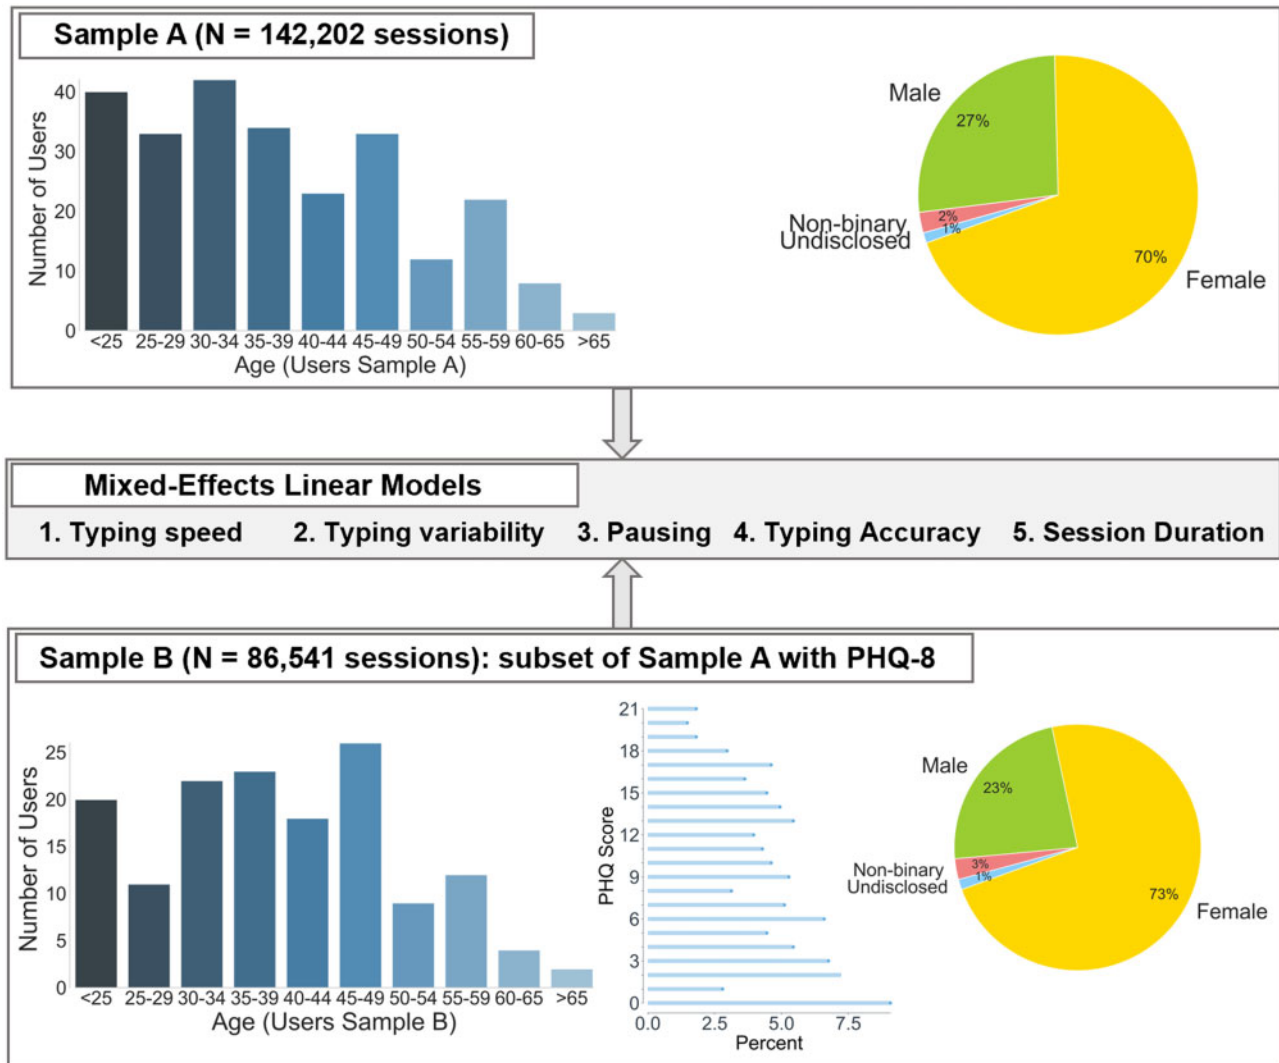 Sample A (N = 142,202 sessions)
40
30
20
10
0
Number of Users
<25 25-29 30-34 35-39 40-44 45-49 50-54 55-59 60-65 >65
Age (Users Sample A)
Male
27%
Non-binary
2%
Undisclosed
1%
70%
Female
Mixed-Effects Linear Models
1. Typing speed 2. Typing variability 3. Pausing 4. Typing Accuracy 5. Session Duration
Sample B (N = 86,541 sessions): subset of Sample A with PHQ-8
25
20
15
10
5
0
Number of Users
<25 25-29 30-34 35-39 40-44 45-49 50-54 55-59 60-65 >65
Age (Users Sample B)
21
18
15
12
9
6
3
0
PHQ Score
0.0 2.5 5.0 7.5
Percent
Male
23%
Non-binary
3%
Undisclosed
1%
73%
Female